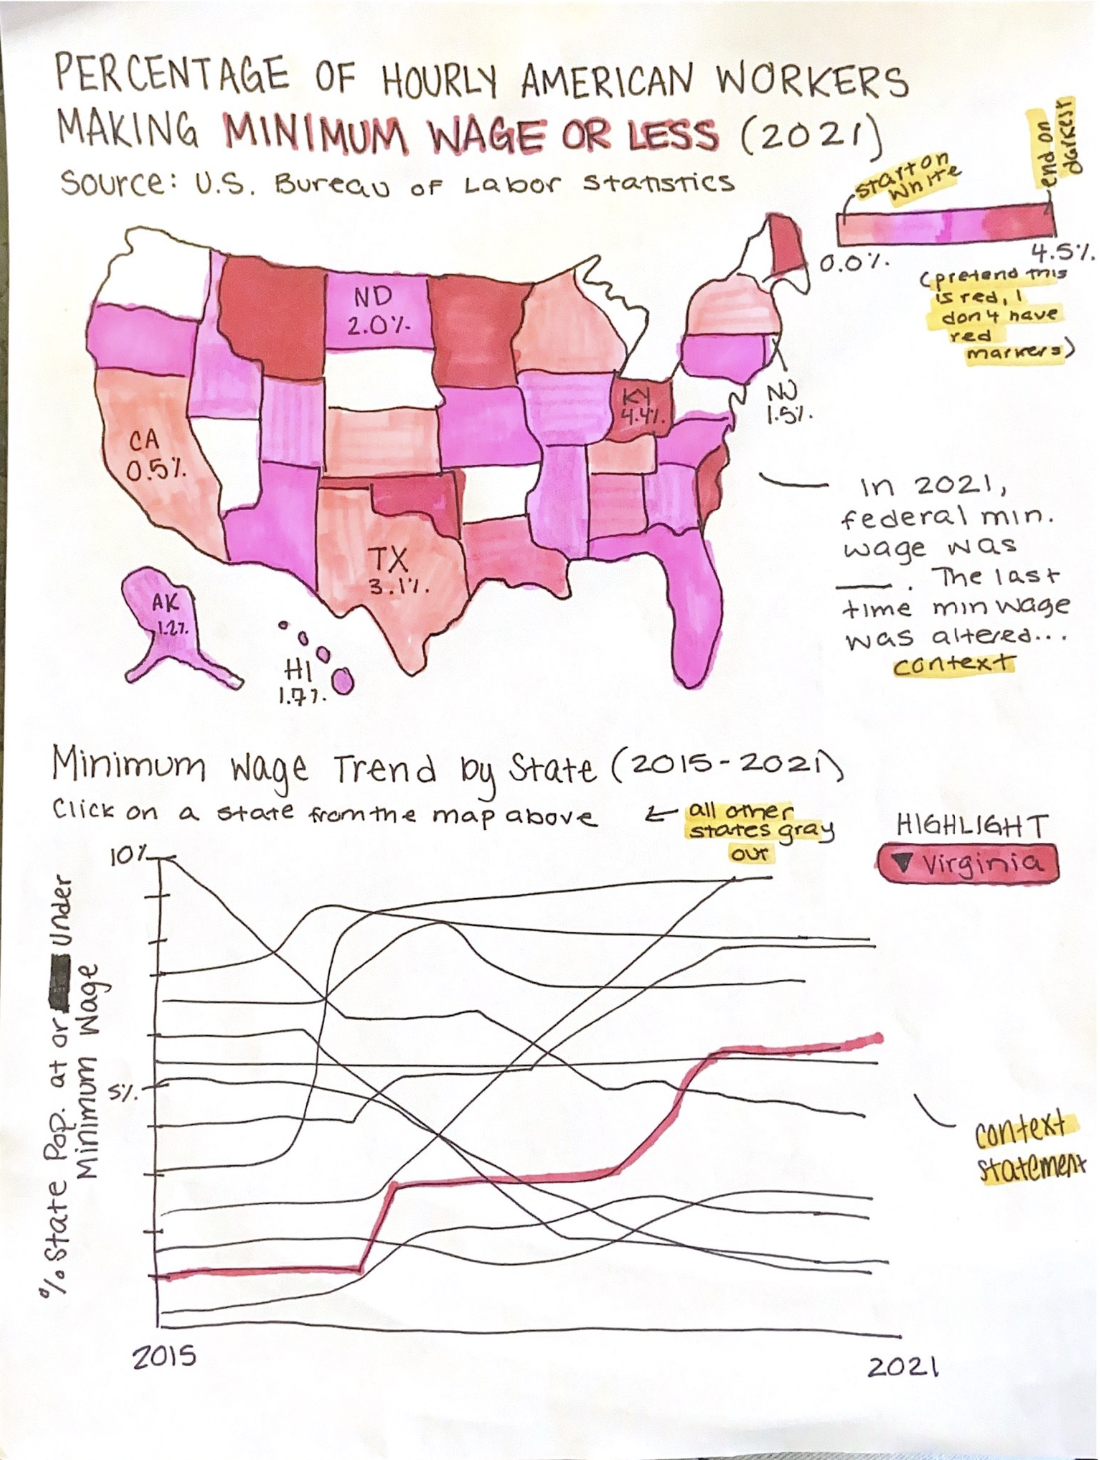 PERCENTAGE OF HOURLY AMERICAN WORKERS
MAKING MINIMUM WAGE OR LESS (2021)
Source: U.S. Bureau of Labor Statistics
start on
white
end on
darkest
0.0%
4.5%
(pretend this
is red, I
don't have
red
markers)
ND
2.0%
KY
4.4%
NJ
1.5%
CA
0.5%
TX
3.1%
AK
1.2%
HI
1.7%
In 2021,
federal min.
wage was
___. The last
time min wage
was altered...
context
Minimum Wage Trend by State (2015-2021)
Click on a state from the map above
← all other
states gray
out
HIGHLIGHT
▼ Virginia
10%
5%
% State Pop. at or Under
Minimum Wage
context
statement
2015
2021